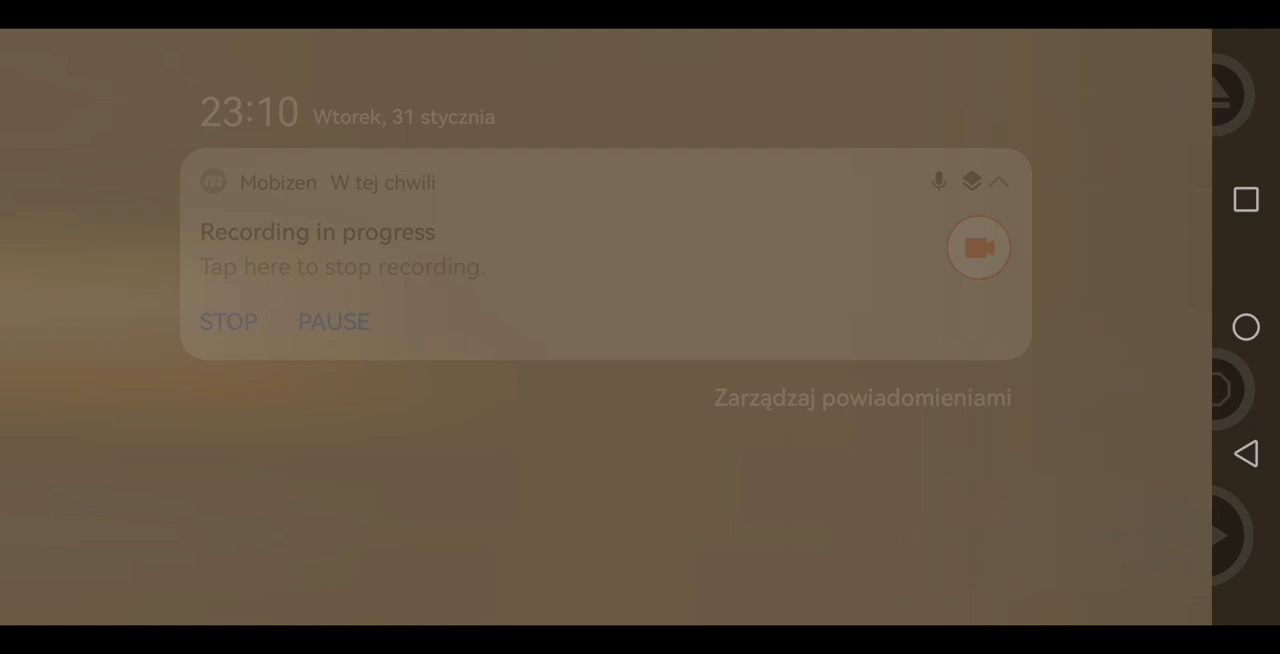 23:10 Wtorek, 31 stycznia
Mobizen W tej chwili
Recording in progress
Tap here to stop recording.
STOP PAUSE
Zarządzaj powiadomieniami